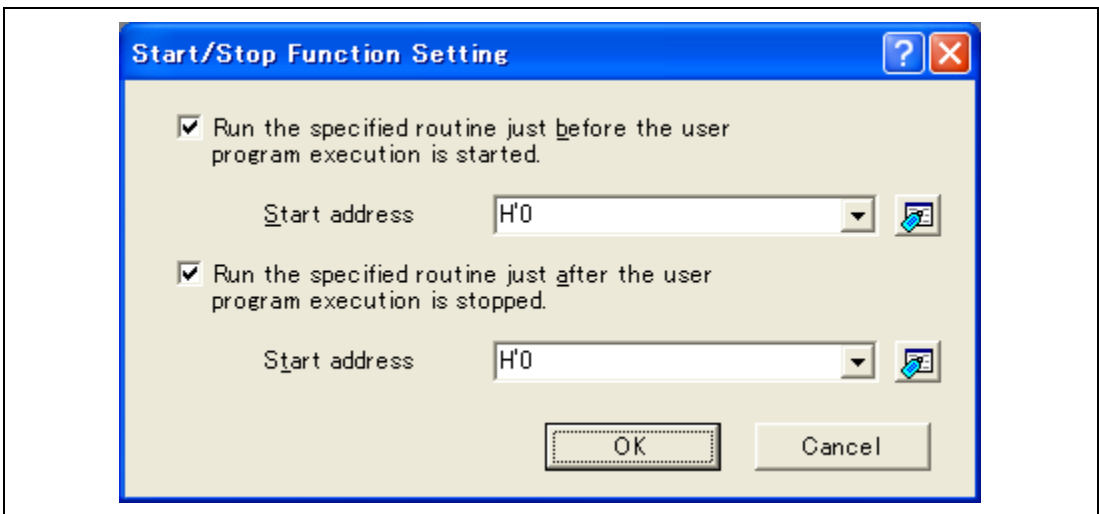 Start/Stop Function Setting
Run the specified routine just before the user
program execution is started.
Start address H'0
Run the specified routine just after the user
program execution is stopped.
Start address H'0
OK Cancel